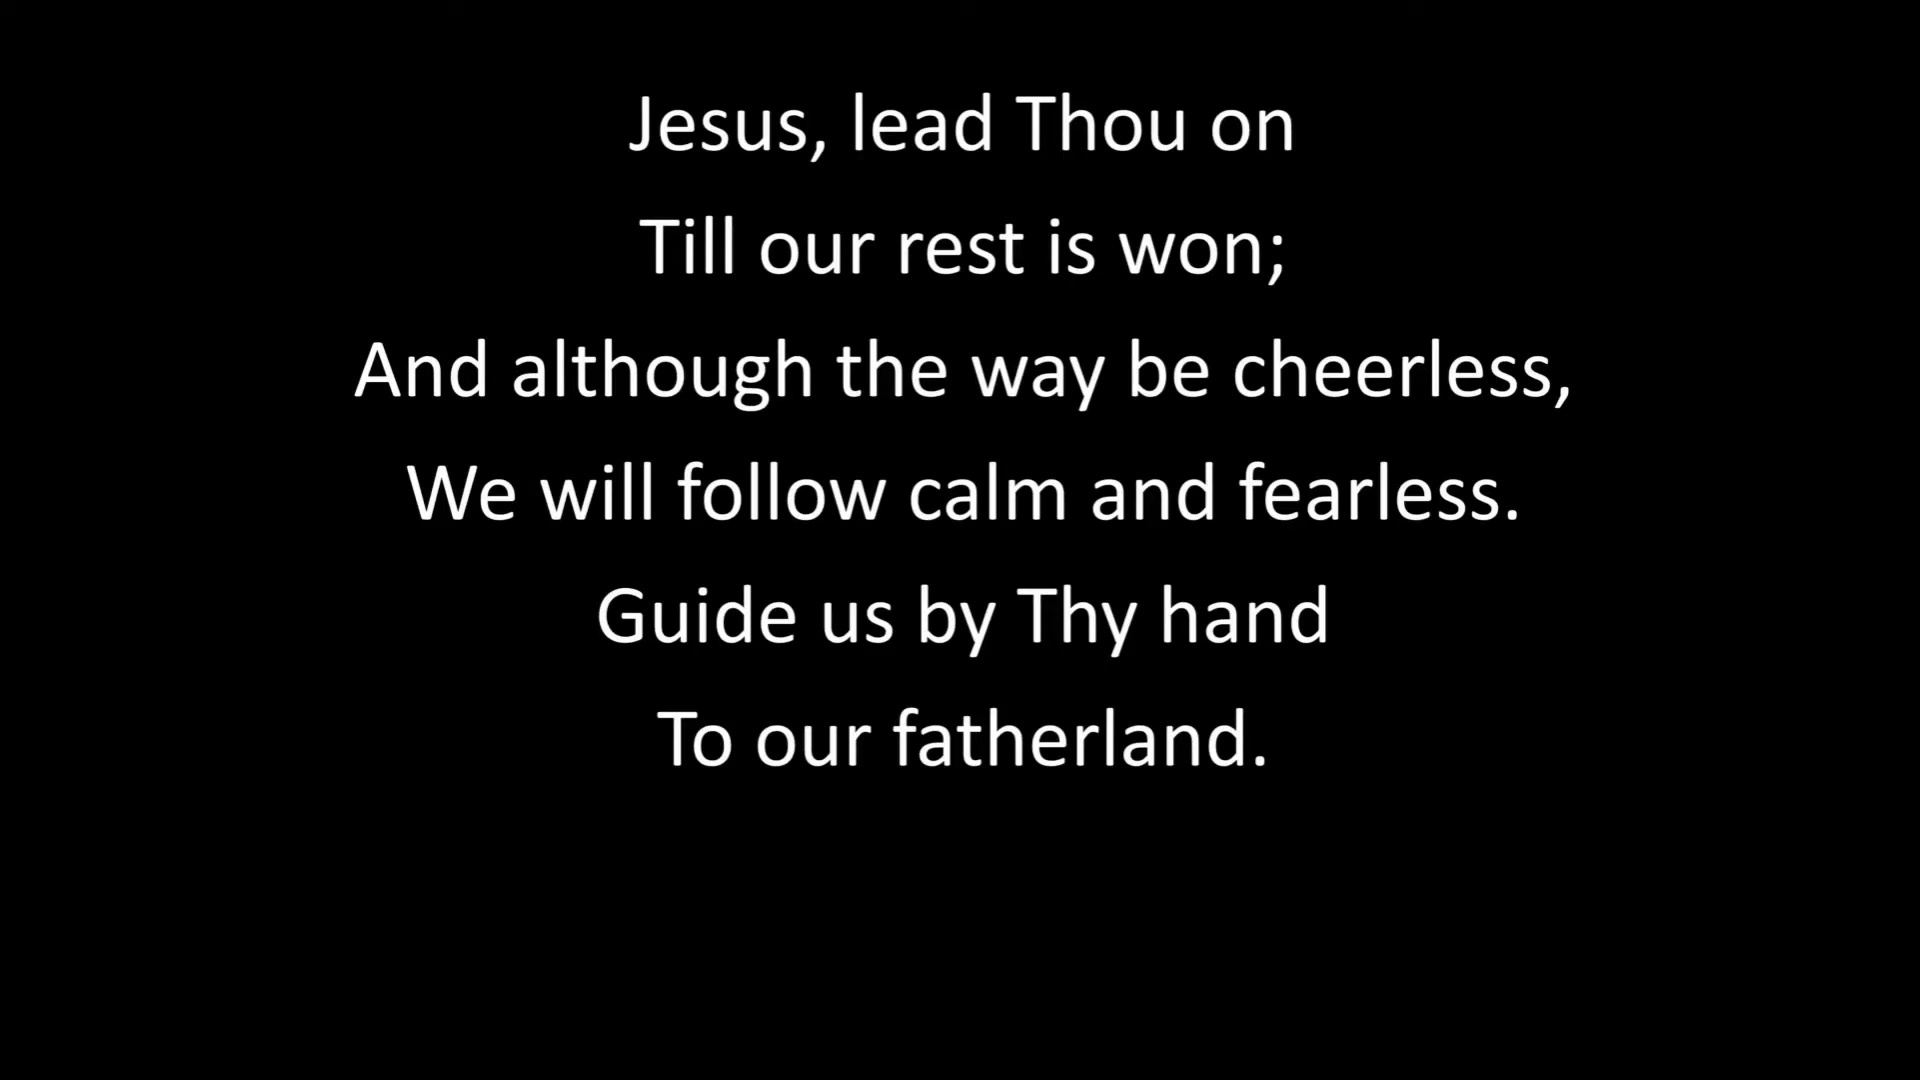 Jesus, lead Thou on
Till our rest is won;
And although the way be cheerless,
We will follow calm and fearless.
Guide us by Thy hand
To our fatherland.